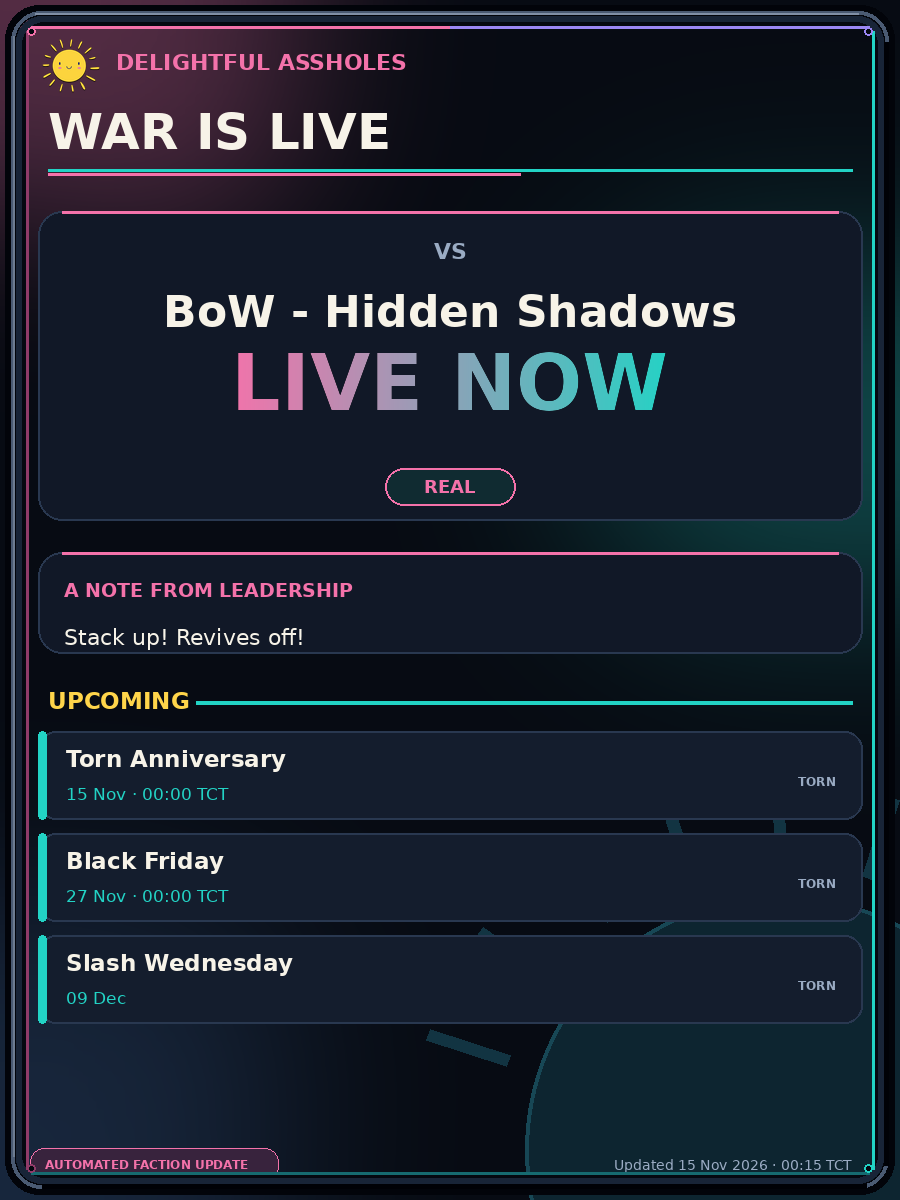 DELIGHTFUL ASSHOLES
WAR IS LIVE
VS
BoW - Hidden Shadows
LIVE NOW
REAL
A NOTE FROM LEADERSHIP
Stack up! Revives off!
UPCOMING
Torn Anniversary
15 Nov · 00:00 TCT
TORN
Black Friday
27 Nov · 00:00 TCT
TORN
Slash Wednesday
09 Dec
TORN
AUTOMATED FACTION UPDATE
Updated 15 Nov 2026 · 00:15 TCT